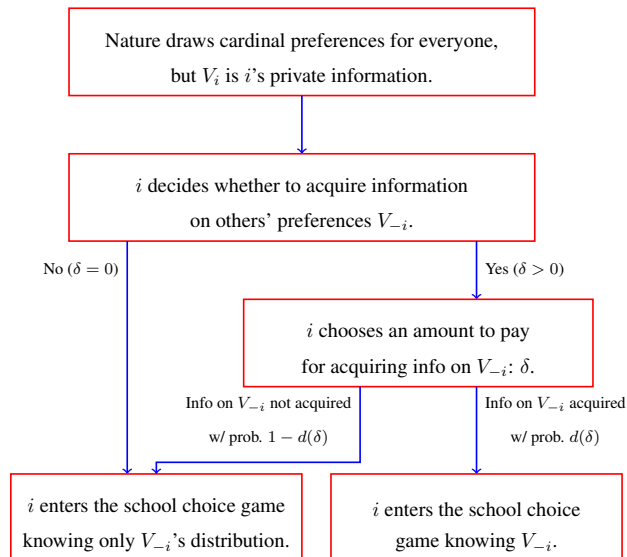 Nature draws cardinal preferences for everyone,
but V_i is i's private information.
i decides whether to acquire information
on others' preferences V_{−i}.
No (δ = 0)
Yes (δ > 0)
i chooses an amount to pay
for acquiring info on V_{−i}: δ.
Info on V_{−i} not acquired
w/ prob. 1 − d(δ)
Info on V_{−i} acquired
w/ prob. d(δ)
i enters the school choice game
knowing only V_{−i}'s distribution.
i enters the school choice
game knowing V_{−i}.